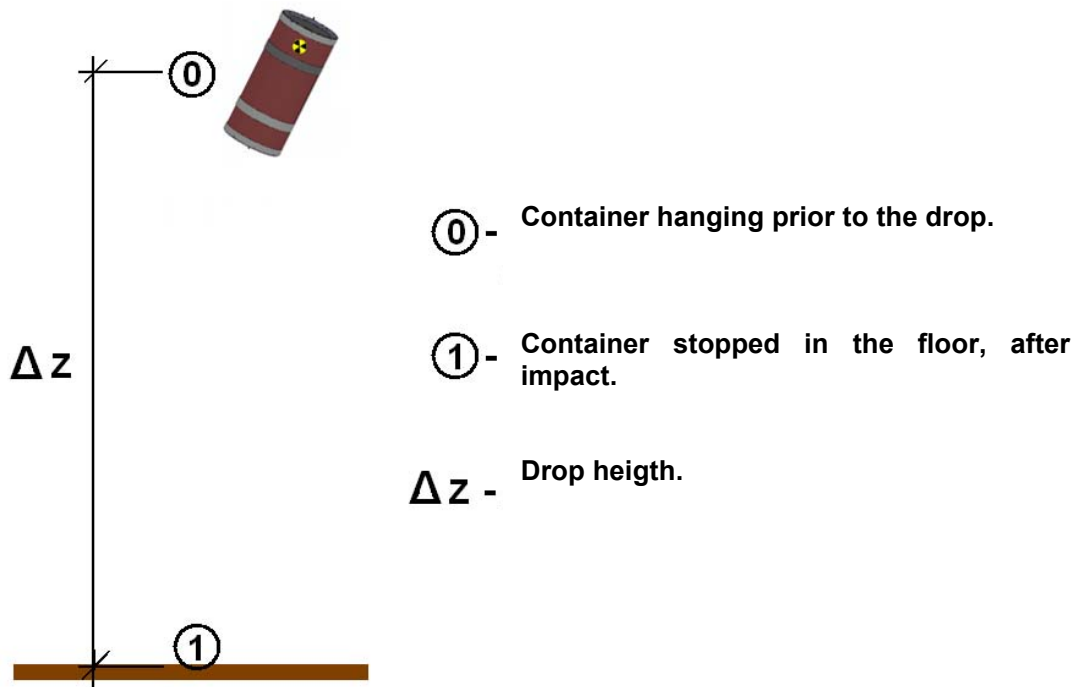 0
0 - Container hanging prior to the drop.
Δz
1 - Container stopped in the floor, after
impact.
Δz - Drop heigth.
1